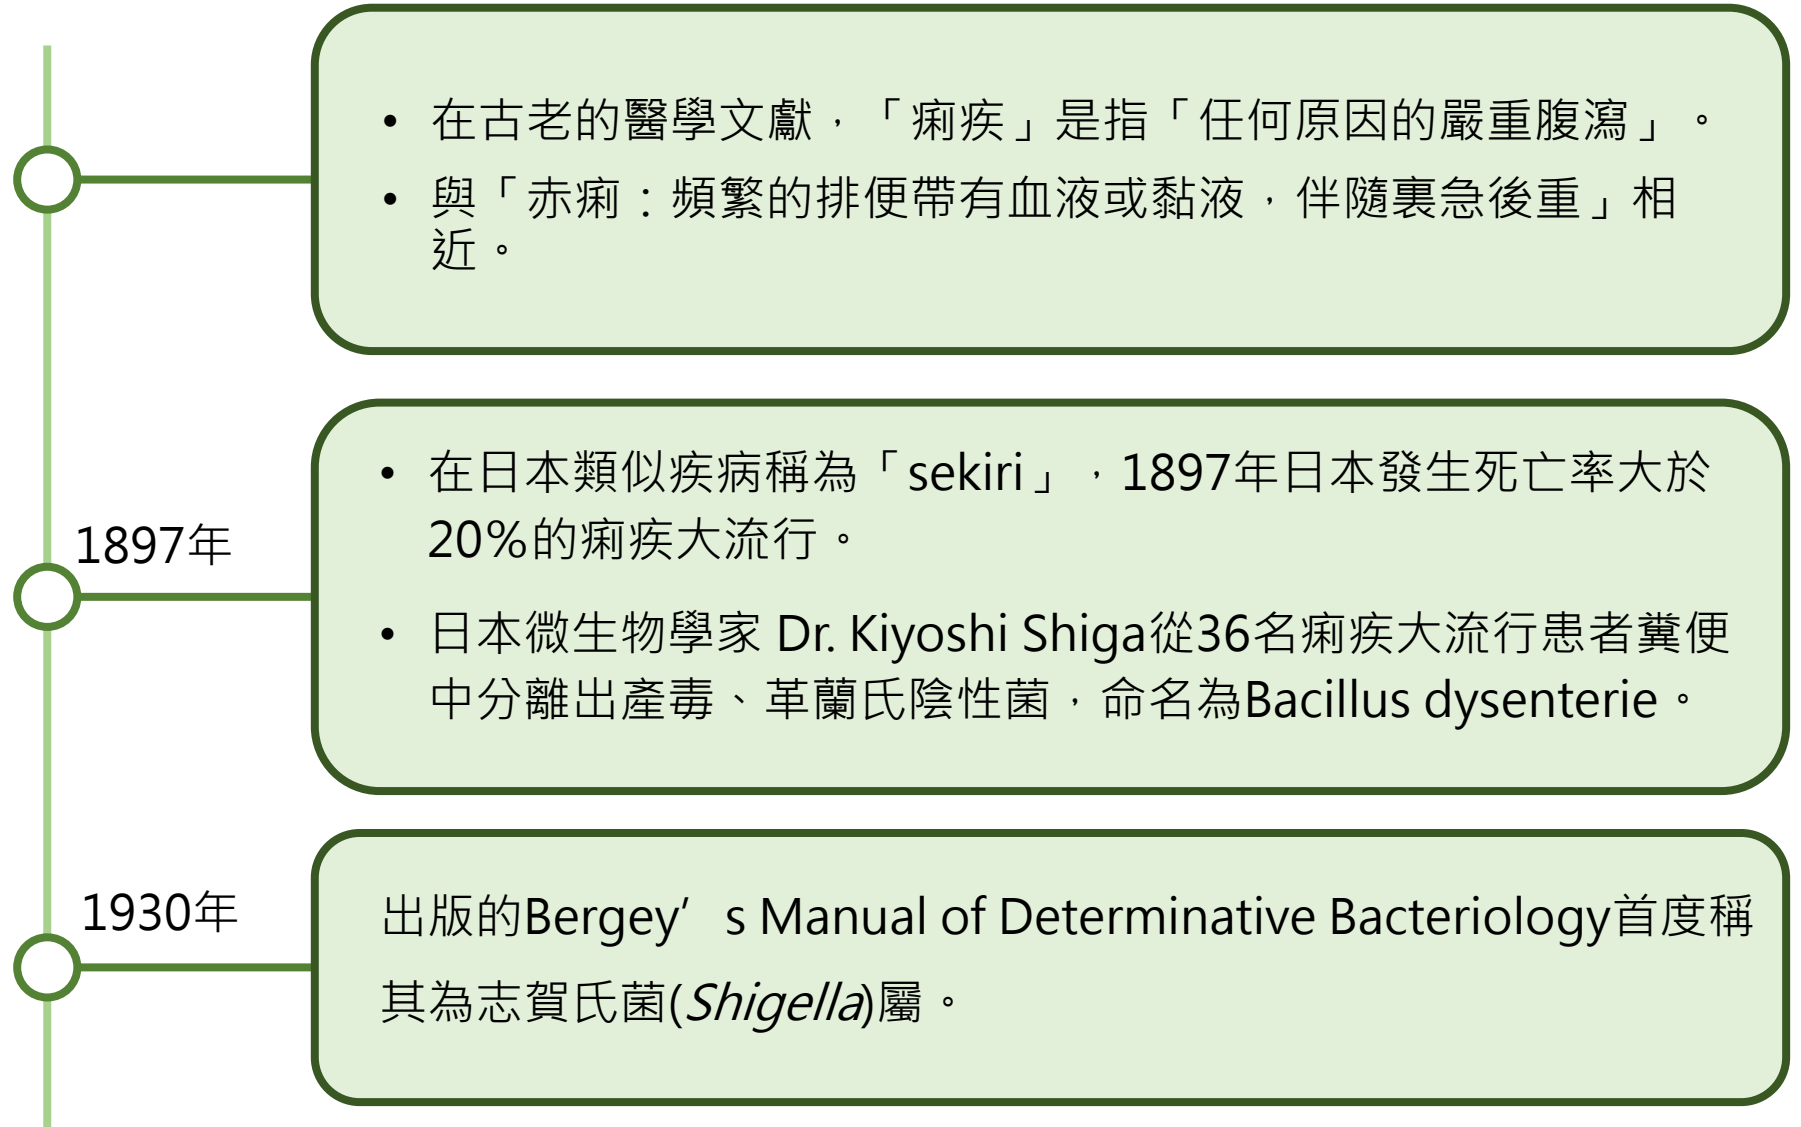 • 在古老的醫學文獻，「痢疾」是指「任何原因的嚴重腹瀉」。
• 與「赤痢：頻繁的排便帶有血液或黏液，伴隨裏急後重」相
近。
1897年
• 在日本類似疾病稱為「sekiri」，1897年日本發生死亡率大於
20%的痢疾大流行。
• 日本微生物學家 Dr. Kiyoshi Shiga從36名痢疾大流行患者糞便
中分離出產毒、革蘭氏陰性菌，命名為Bacillus dysenterie。
1930年
出版的Bergey’s Manual of Determinative Bacteriology首度稱
其為志賀氏菌(Shigella)屬。